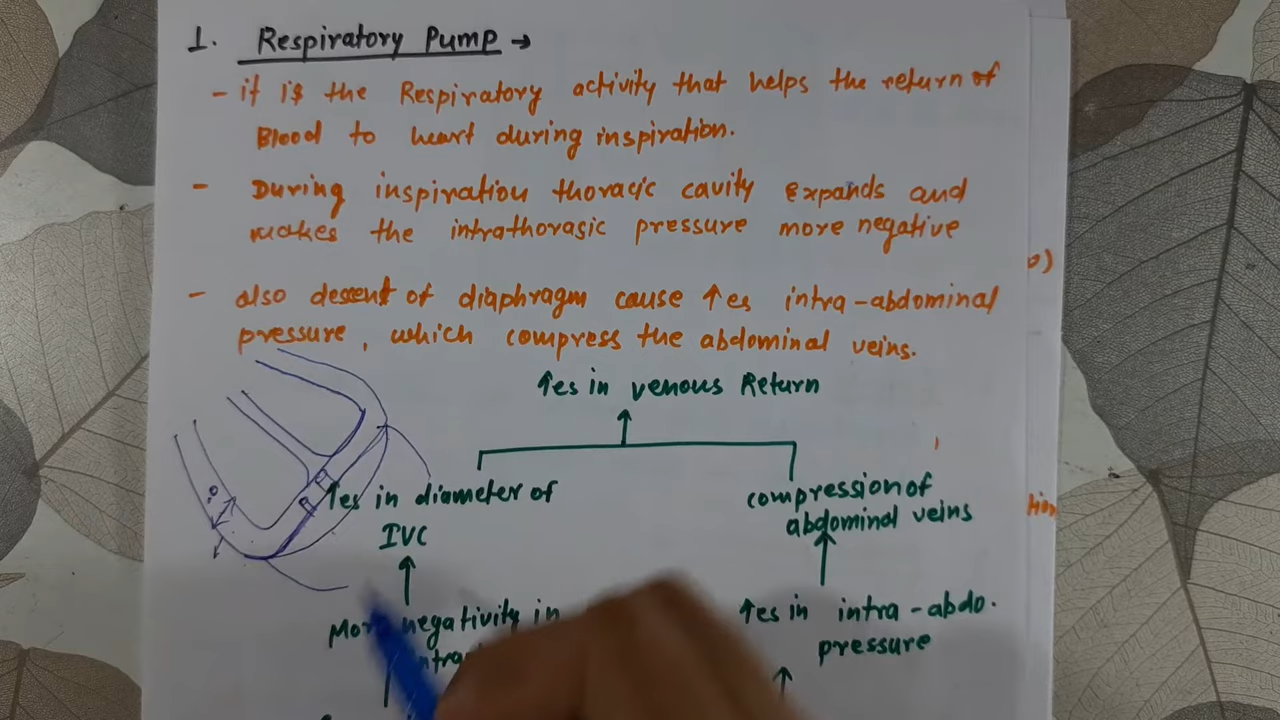 1. Respiratory Pump →
- it is the Respiratory activity that helps the return of
Blood to heart during inspiration.
- During inspiration thoracic cavity Expands and
makes the intrathorasic pressure more negative
- also descent of diaphragm cause ↑es intra-abdominal
pressure, which compress the abdominal veins.
↑es in venous Return
↑es in diameter of
IVC
compression of
abdominal veins
More negativity in
↑es in intra-abdo.
pressure